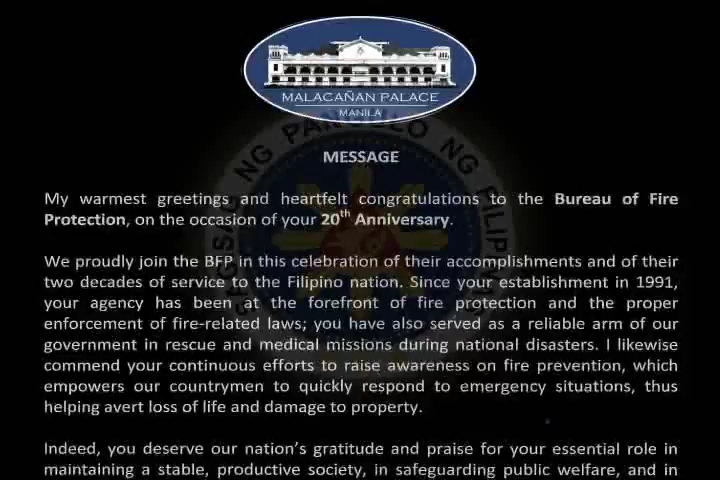 MALACAÑAN PALACE
MANILA
SAGISAG NG PANGULO NG PILIPINAS
MESSAGE
My warmest greetings and heartfelt congratulations to the Bureau of Fire
Protection, on the occasion of your 20th Anniversary.
We proudly join the BFP in this celebration of their accomplishments and of their
two decades of service to the Filipino nation. Since your establishment in 1991,
your agency has been at the forefront of fire protection and the proper
enforcement of fire-related laws; you have also served as a reliable arm of our
government in rescue and medical missions during national disasters. I likewise
commend your continuous efforts to raise awareness on fire prevention, which
empowers our countrymen to quickly respond to emergency situations, thus
helping avert loss of life and damage to property.
Indeed, you deserve our nation's gratitude and praise for your essential role in
maintaining a stable, productive society, in safeguarding public welfare, and in